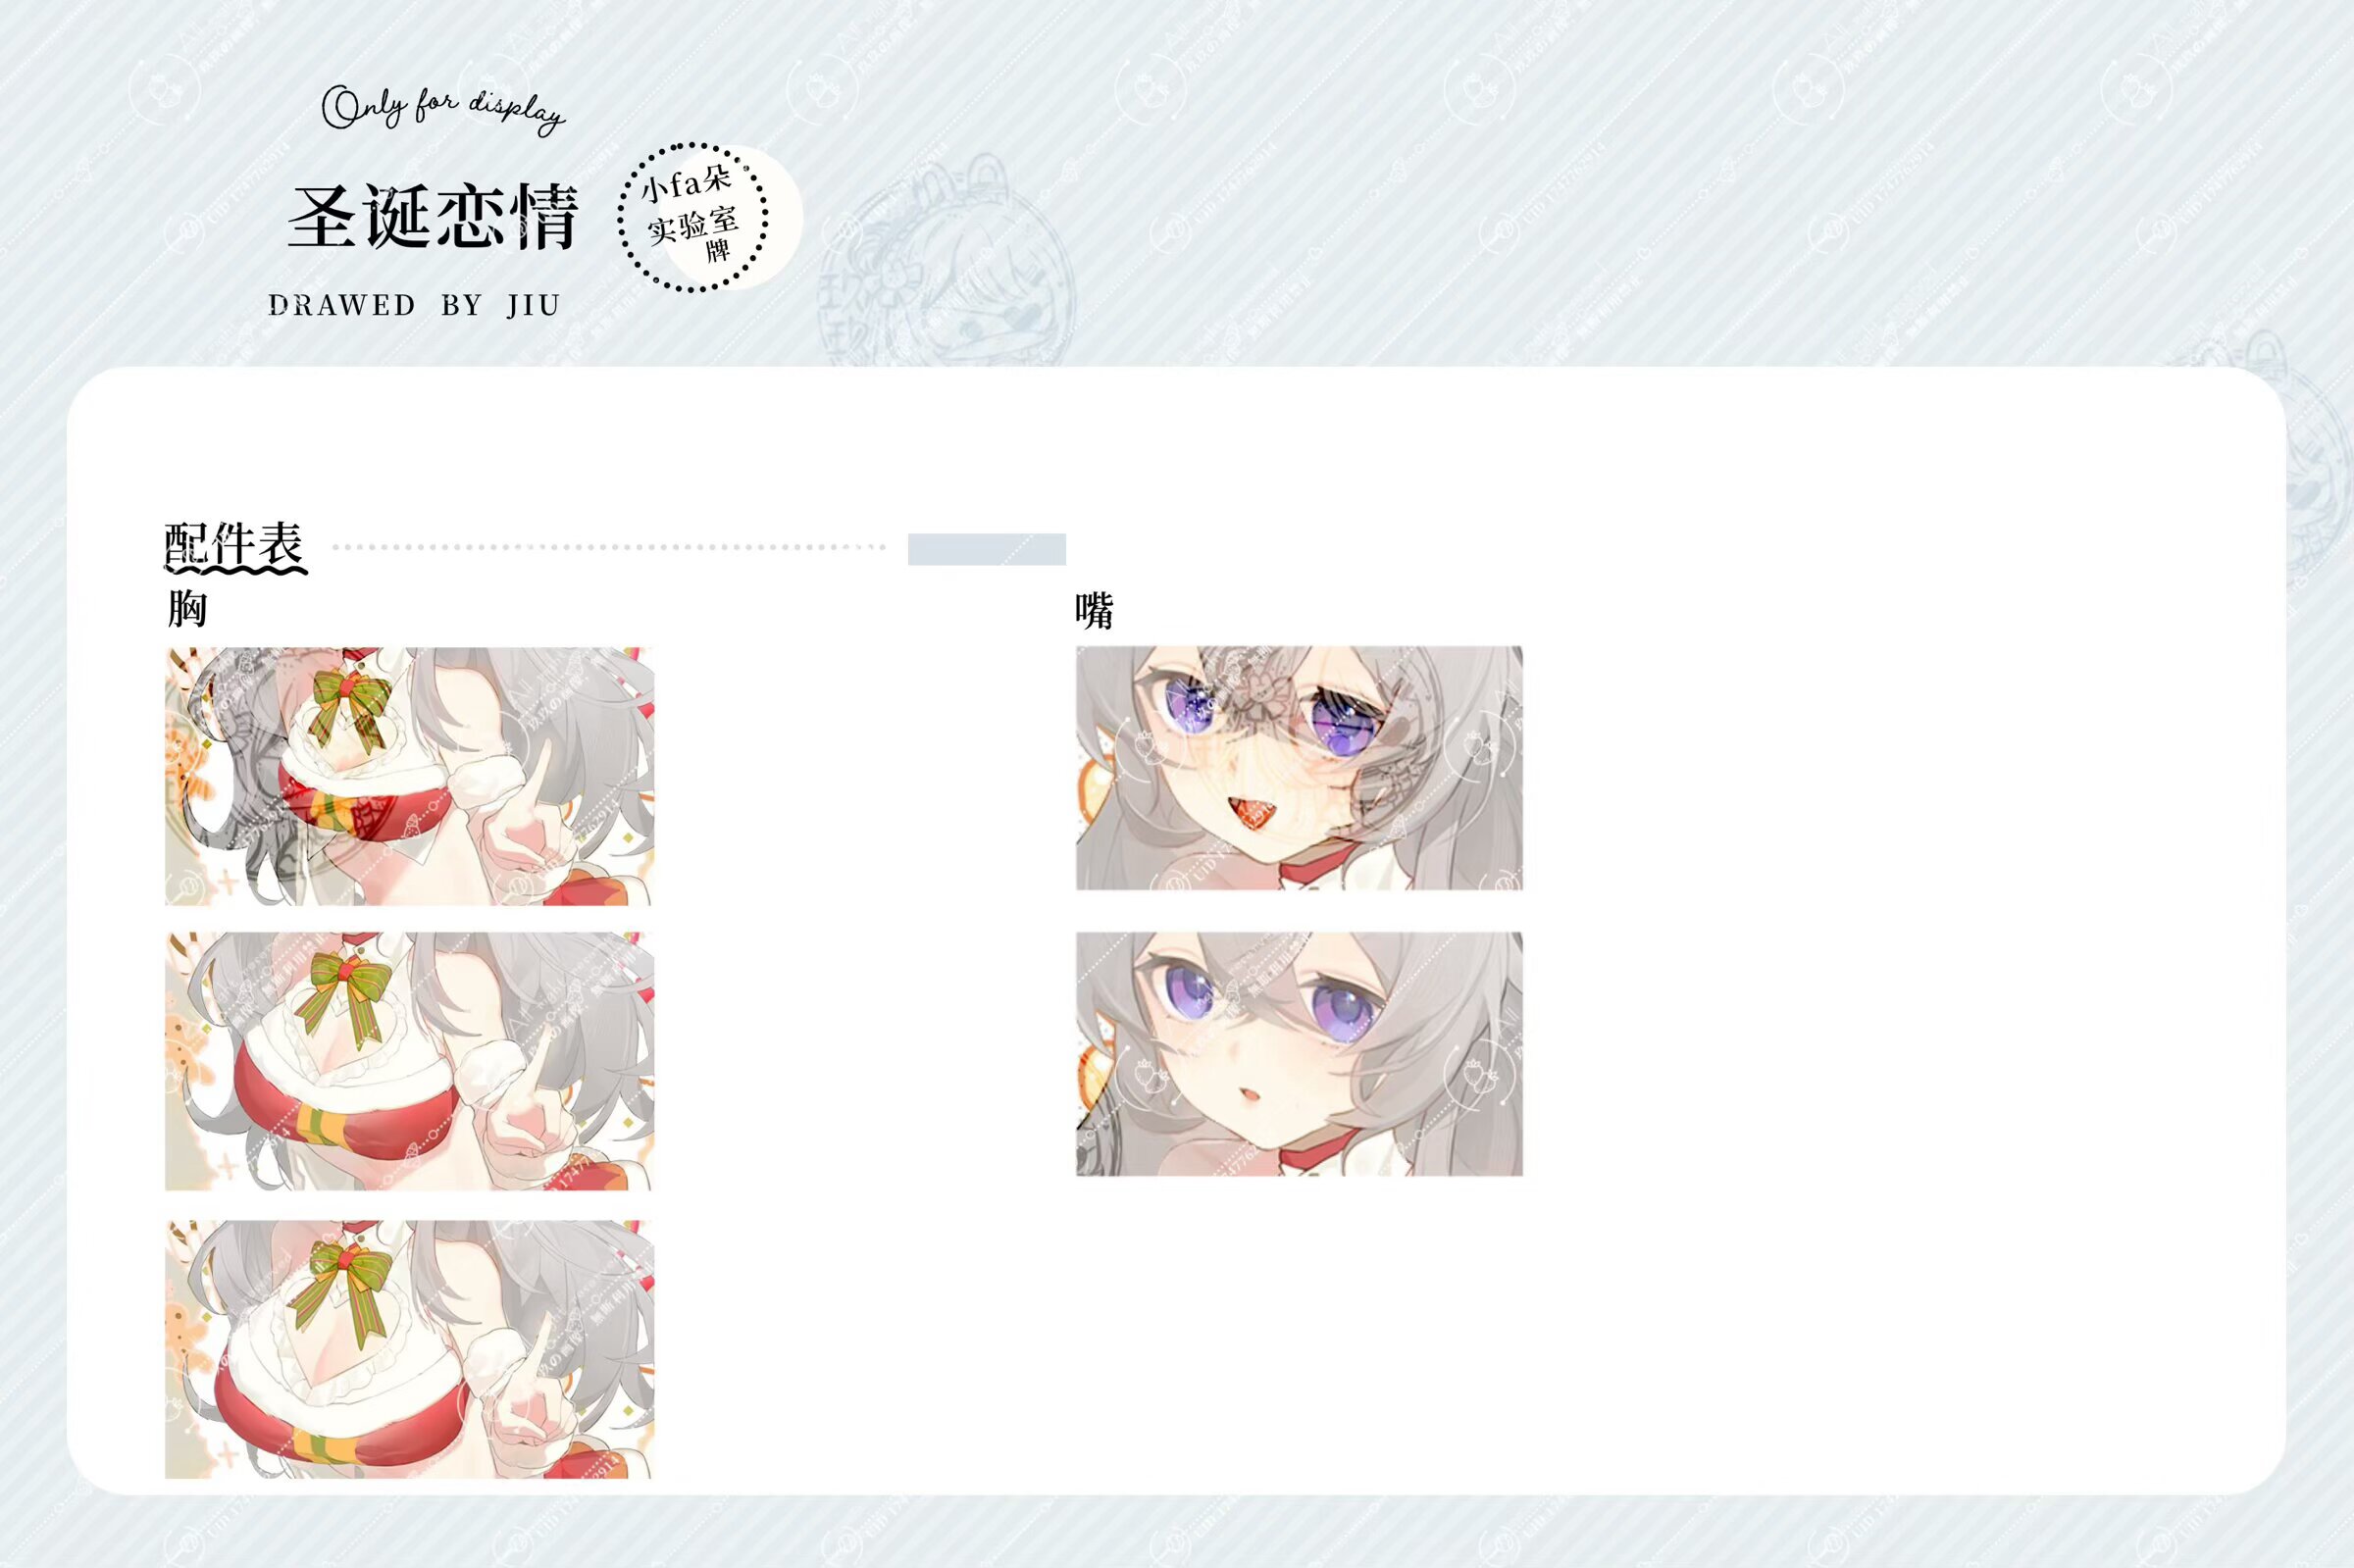 Only for display
圣诞恋情
小fa朵
实验室
牌
DRAWED BY JIU
配件表
胸
嘴